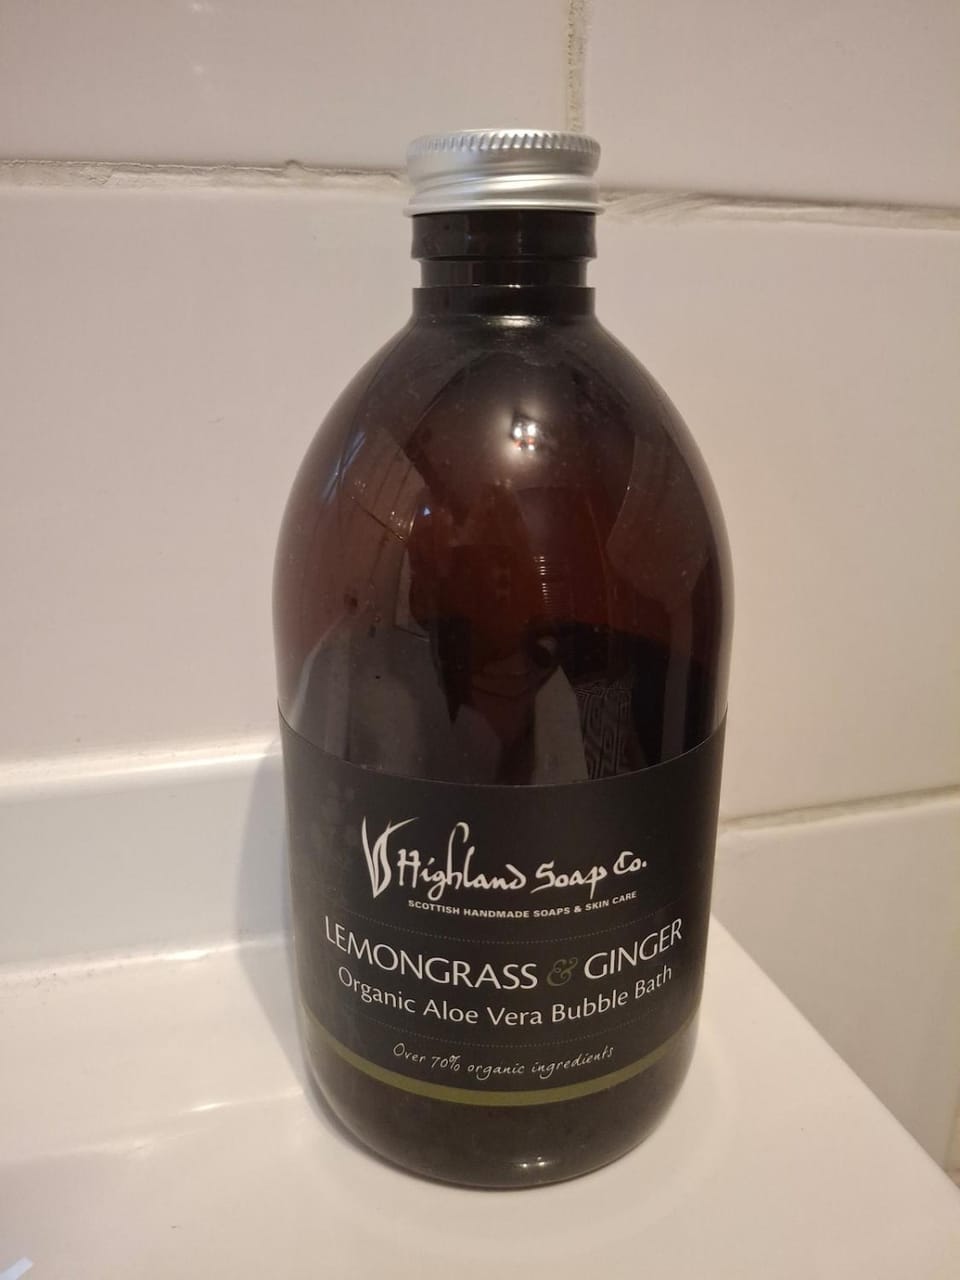 Highland Soap Co.
SCOTTISH HANDMADE SOAPS & SKIN CARE
LEMONGRASS & GINGER
Organic Aloe Vera Bubble Bath
Over 70% organic ingredients